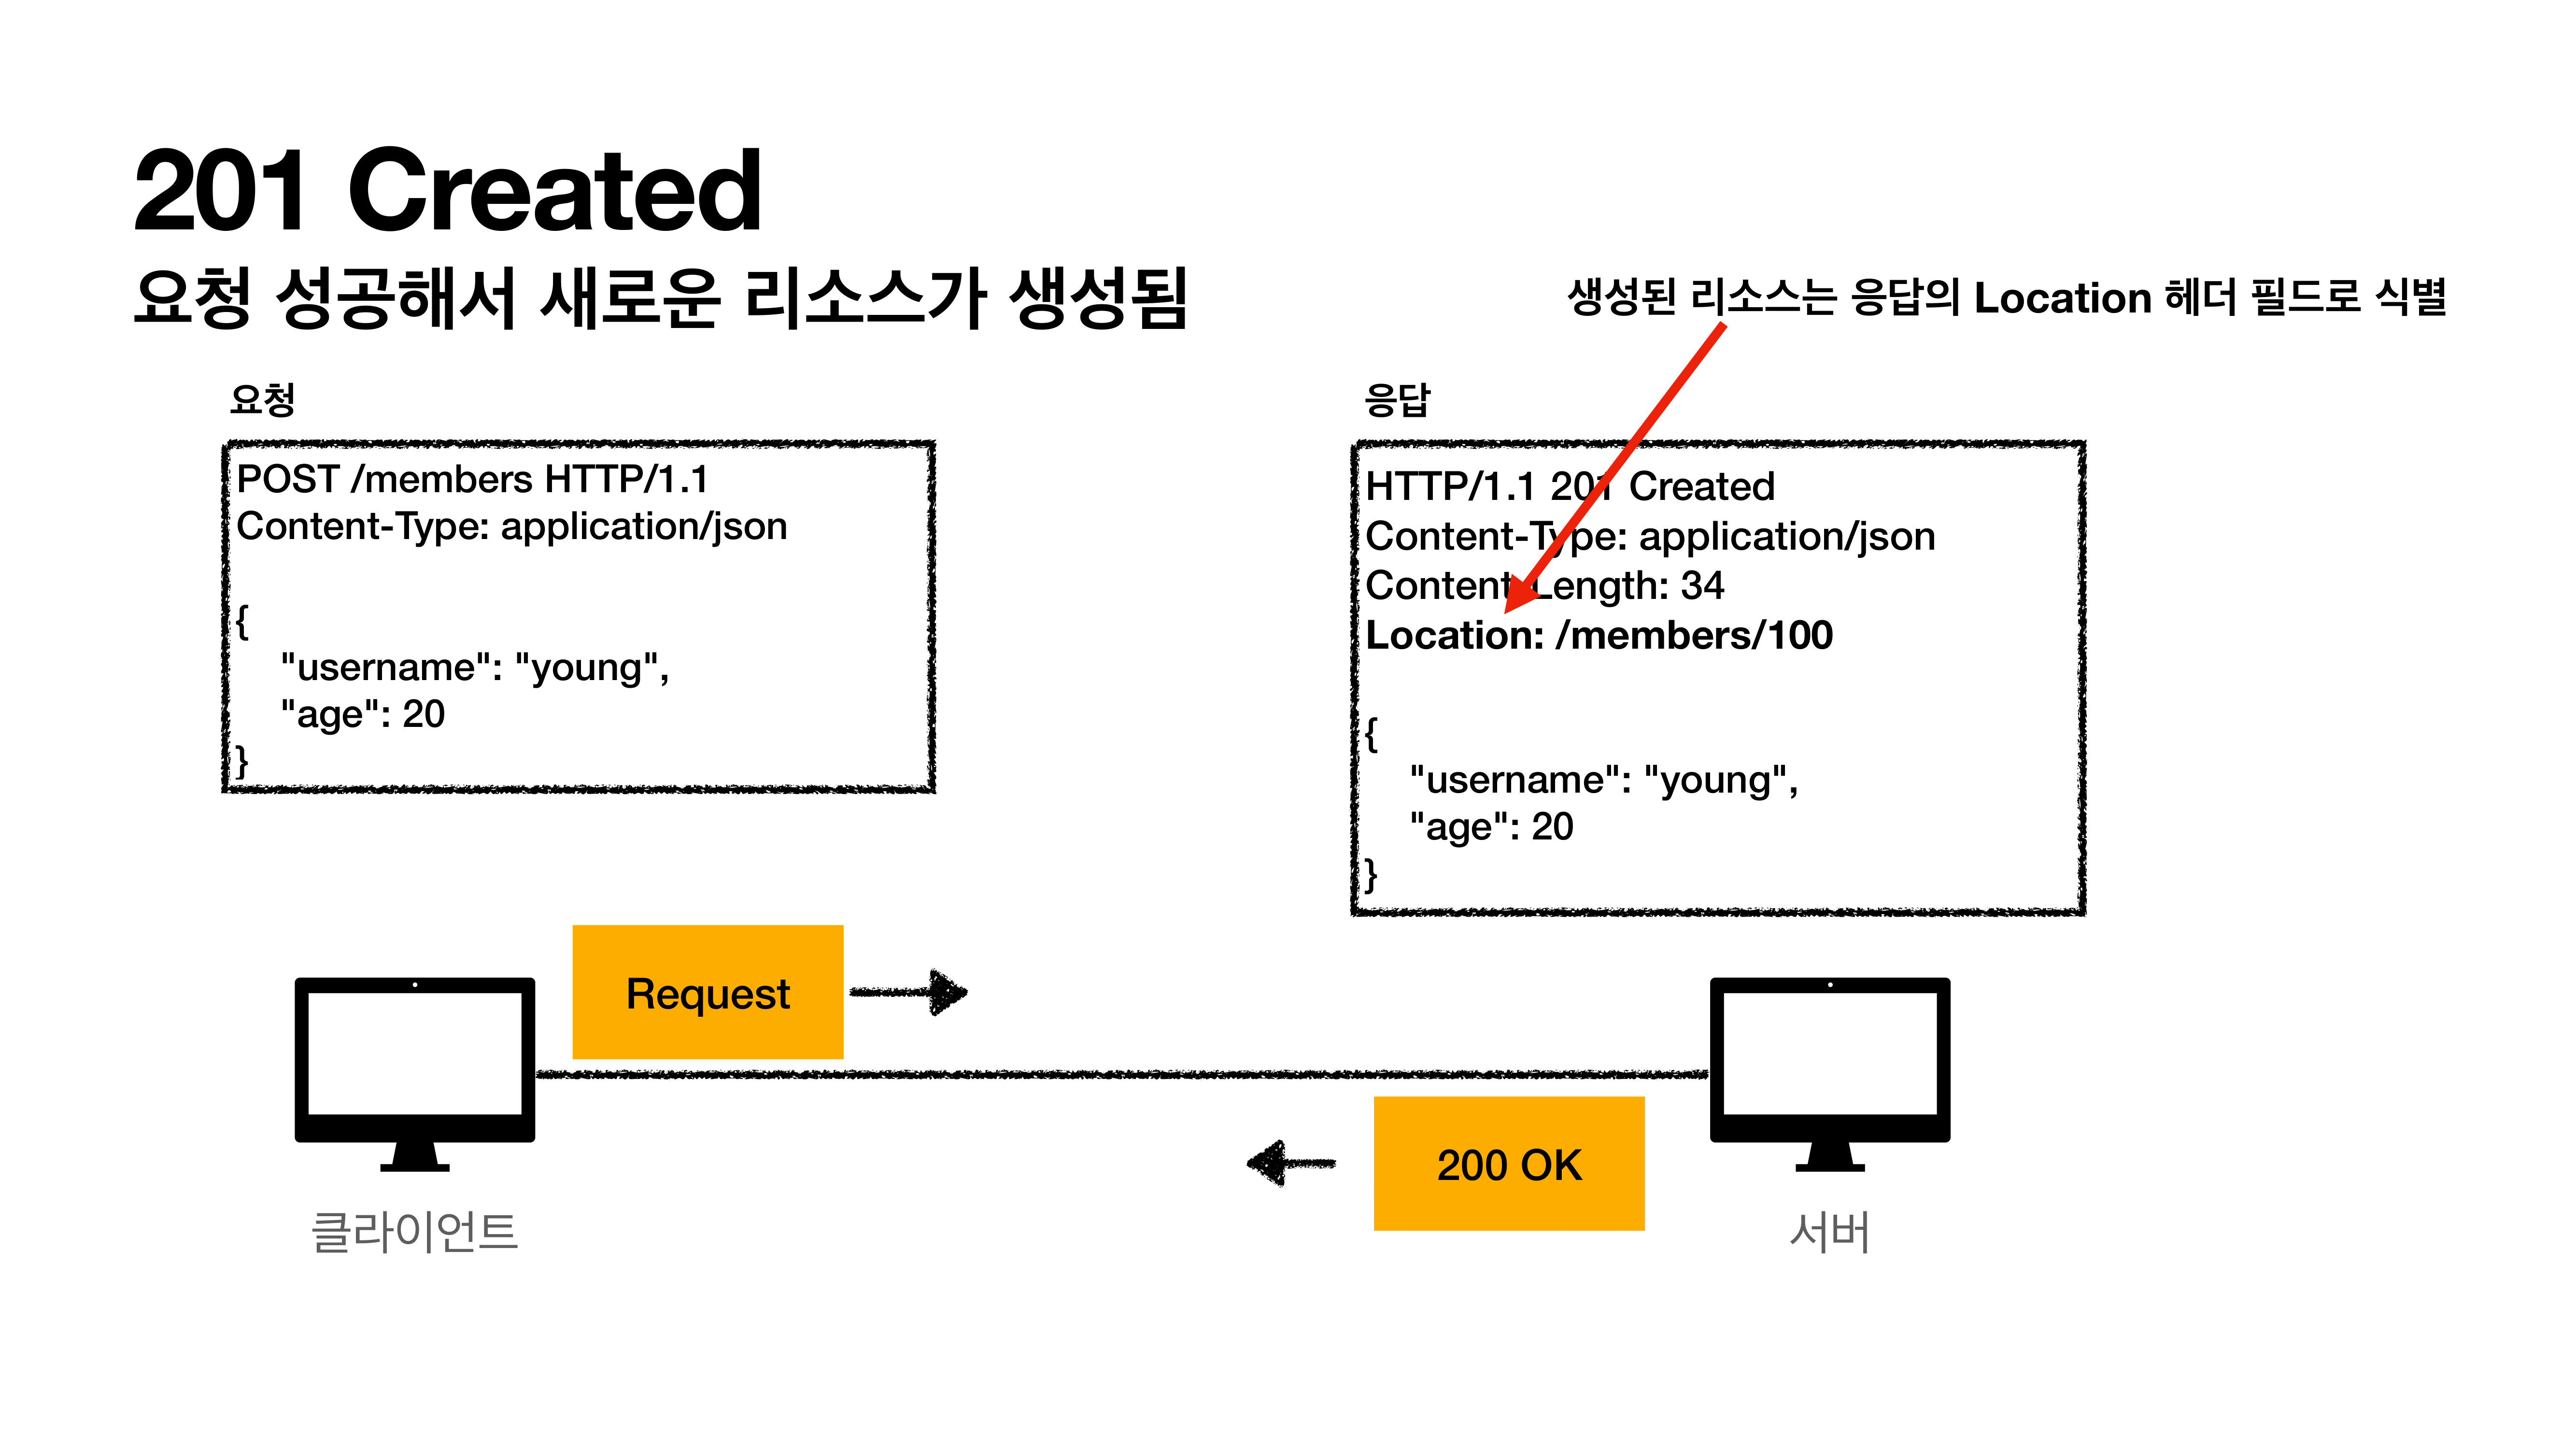 201 Created
요청 성공해서 새로운 리소스가 생성됨
생성된 리소스는 응답의 Location 헤더 필드로 식별
요청
POST /members HTTP/1.1
Content-Type: application/json
{
"username": "young",
"age": 20
}
응답
HTTP/1.1 201 Created
Content-Type: application/json
Content-Length: 34
Location: /members/100
{
"username": "young",
"age": 20
}
Request
200 OK
클라이언트
서버